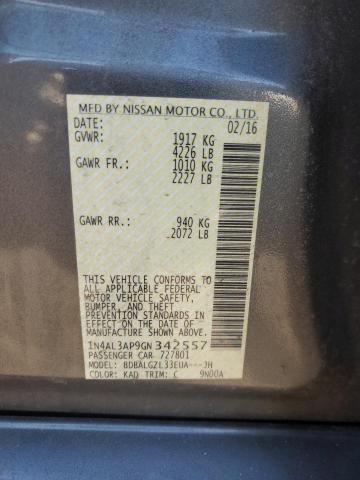 MFD BY NISSAN MOTOR CO., LTD.
DATE: 02/16
GVWR: 1917 KG
4226 LB
GAWR FR: 1010 KG
2227 LB
GAWR RR: 940 KG
2072 LB
THIS VEHICLE CONFORMS TO
ALL APPLICABLE U.S. FEDERAL
MOTOR VEHICLE SAFETY,
BUMPER, AND THEFT
PREVENTION STANDARDS IN
EFFECT ON THE DATE OF
MANUFACTURE SHOWN ABOVE.
1N4AL3AP9GN342557
PASSENGER CAR 727801
MODEL: BDBALGZL33EUA---JH
COLOR: KAD TRIM: C 9N00A